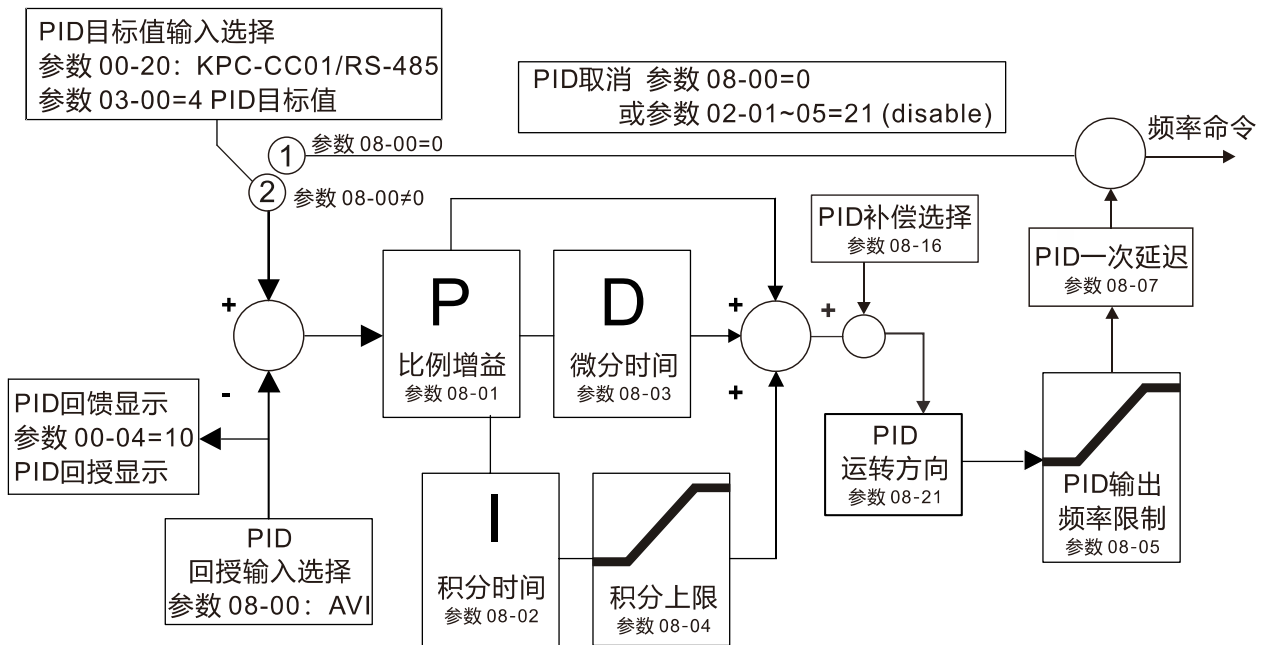 PID目标值输入选择
参数 00-20：KPC-CC01/RS-485
参数 03-00=4 PID目标值
PID取消 参数 08-00=0
或参数 02-01~05=21 (disable)
1
参数 08-00=0
频率命令
2
参数 08-00≠0
PID补偿选择
参数 08-16
PID一次延迟
参数 08-07
+
P
比例增益
参数 08-01
D
微分时间
参数 08-03
+
+
+
-
PID回馈显示
参数 00-04=10
PID回授显示
PID
运转方向
参数 08-21
PID输出
频率限制
参数 08-05
I
积分时间
参数 08-02
积分上限
参数 08-04
PID
回授输入选择
参数 08-00：AVI